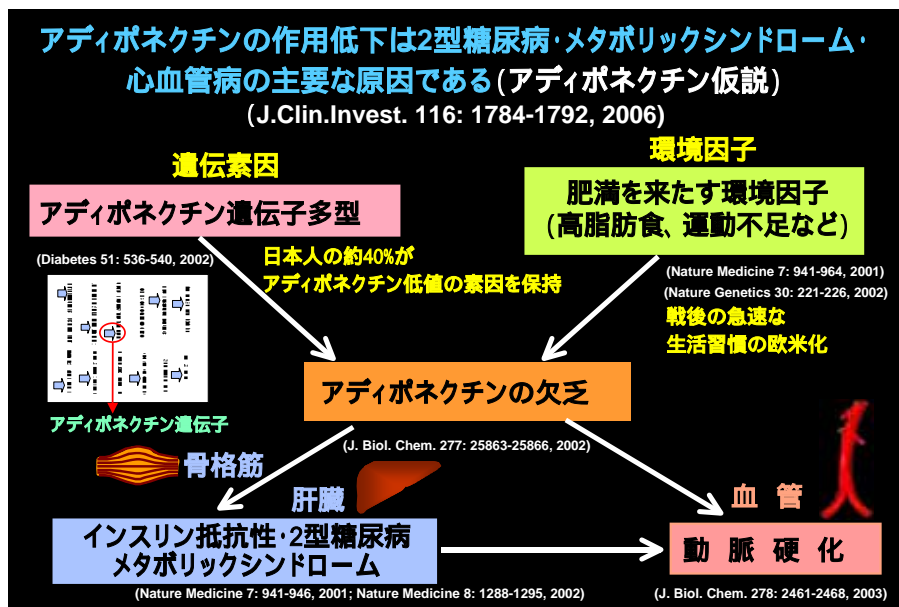 アディポネクチンの作用低下は2型糖尿病・メタボリックシンドローム・
心血管病の主要な原因である(アディポネクチン仮説)
(J.Clin.Invest. 116: 1784-1792, 2006)
遺伝素因
環境因子
アディポネクチン遺伝子多型
肥満を来たす環境因子
(高脂肪食、運動不足など)
(Diabetes 51: 536-540, 2002)
日本人の約40%が
アディポネクチン低値の素因を保持
(Nature Medicine 7: 941-964, 2001)
(Nature Genetics 30: 221-226, 2002)
戦後の急速な
生活習慣の欧米化
アディポネクチンの欠乏
アディポネクチン遺伝子
(J. Biol. Chem. 277: 25863-25866, 2002)
骨格筋
肝臓
血 管
インスリン抵抗性・2型糖尿病
メタボリックシンドローム
動 脈 硬 化
(Nature Medicine 7: 941-946, 2001; Nature Medicine 8: 1288-1295, 2002)
(J. Biol. Chem. 278: 2461-2468, 2003)